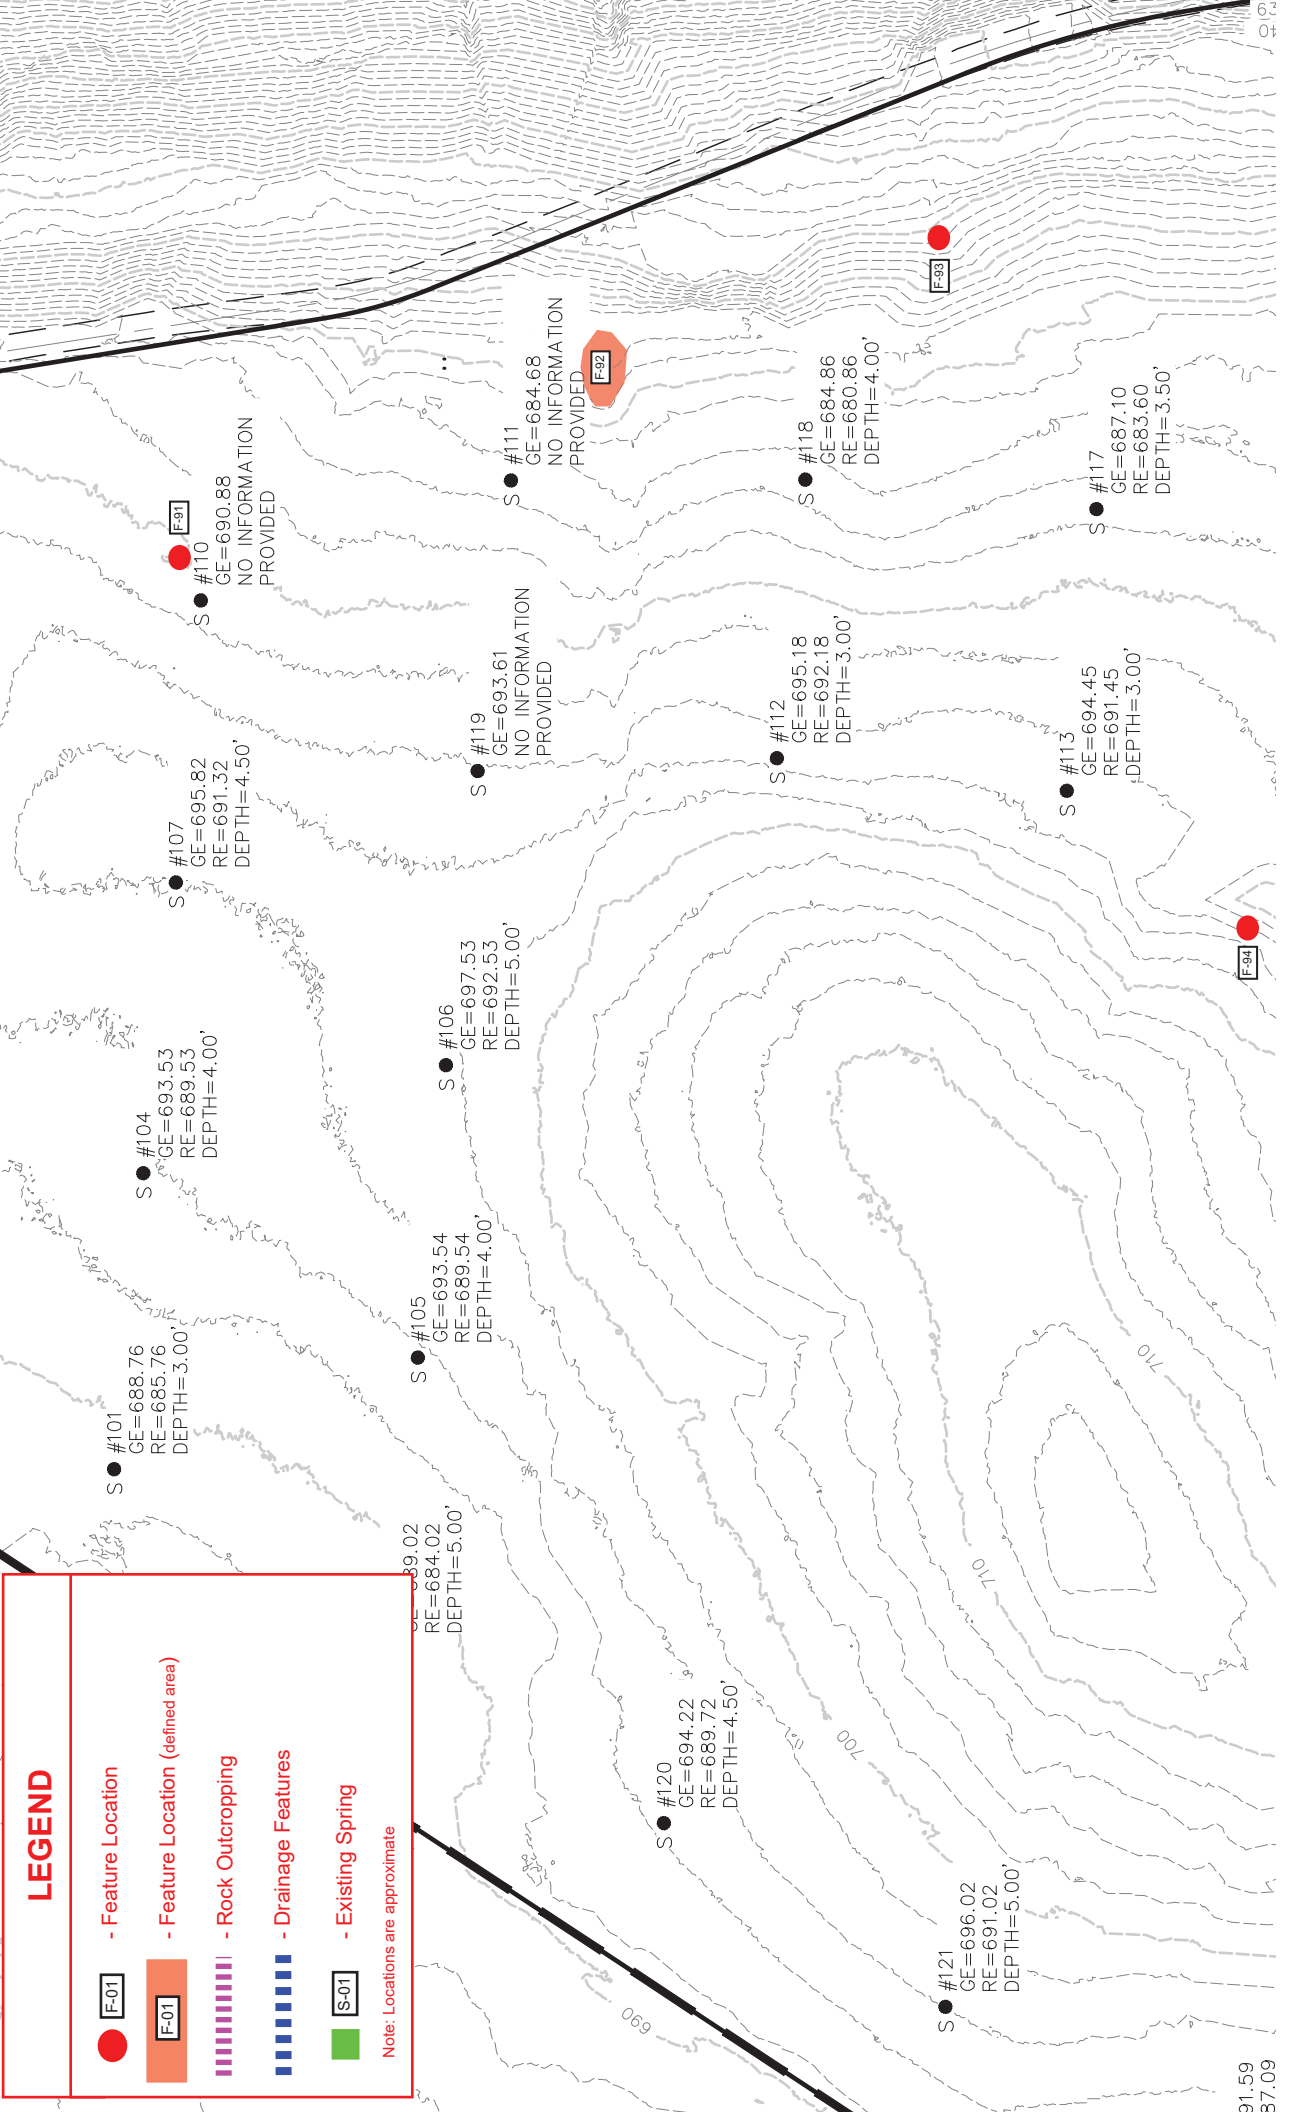 LEGEND
F-01 - Feature Location
F-01 - Feature Location (defined area)
- Rock Outcropping
- Drainage Features
S-01 - Existing Spring
Note: Locations are approximate
S #101
GE=688.76
RE=685.76
DEPTH=3.00'
S #104
GE=693.53
RE=689.53
DEPTH=4.00'
S #107
GE=695.82
RE=691.32
DEPTH=4.50'
F-91
S #110
GE=690.88
NO INFORMATION
PROVIDED
89.02
RE=684.02
DEPTH=5.00'
S #105
GE=693.54
RE=689.54
DEPTH=4.00'
S #106
GE=697.53
RE=692.53
DEPTH=5.00'
S #119
GE=693.61
NO INFORMATION
PROVIDED
S #111
GE=684.68
NO INFORMATION
PROVIDED
F-92
S #120
GE=694.22
RE=689.72
DEPTH=4.50'
S #112
GE=695.18
RE=692.18
DEPTH=3.00'
S #118
GE=684.86
RE=680.86
DEPTH=4.00'
F-93
690
700
710
710
S #121
GE=696.02
RE=691.02
DEPTH=5.00'
S #113
GE=694.45
RE=691.45
DEPTH=3.00'
S #117
GE=687.10
RE=683.60
DEPTH=3.50'
F-94
91.59
87.09